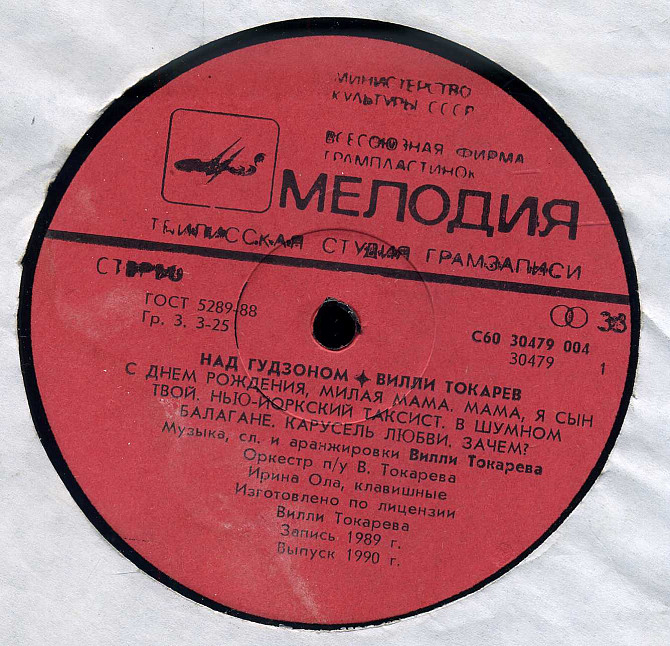 МИНИСТЕРСТВО
КУЛЬТУРЫ СССР
ВСЕСОЮЗНАЯ ФИРМА
ГРАМПЛАСТИНОК
МЕЛОДИЯ
ТБИЛИССКАЯ СТУДИЯ ГРАМЗАПИСИ
СТЕРЕО
ГОСТ 5289-88
Гр. 3. 3-25
33
С60 30479 004
30479
1
НАД ГУДЗОНОМ ✦ ВИЛЛИ ТОКАРЕВ
С ДНЕМ РОЖДЕНИЯ, МИЛАЯ МАМА. МАМА, Я СЫН
ТВОЙ. НЬЮ-ЙОРКСКИЙ ТАКСИСТ. В ШУМНОМ
БАЛАГАНЕ. КАРУСЕЛЬ ЛЮБВИ. ЗАЧЕМ?
Музыка, сл. и аранжировки Вилли Токарева
Оркестр п/у В. Токарева
Ирина Ола, клавишные
Изготовлено по лицензии
Вилли Токарева
Запись 1989 г.
Выпуск 1990 г.